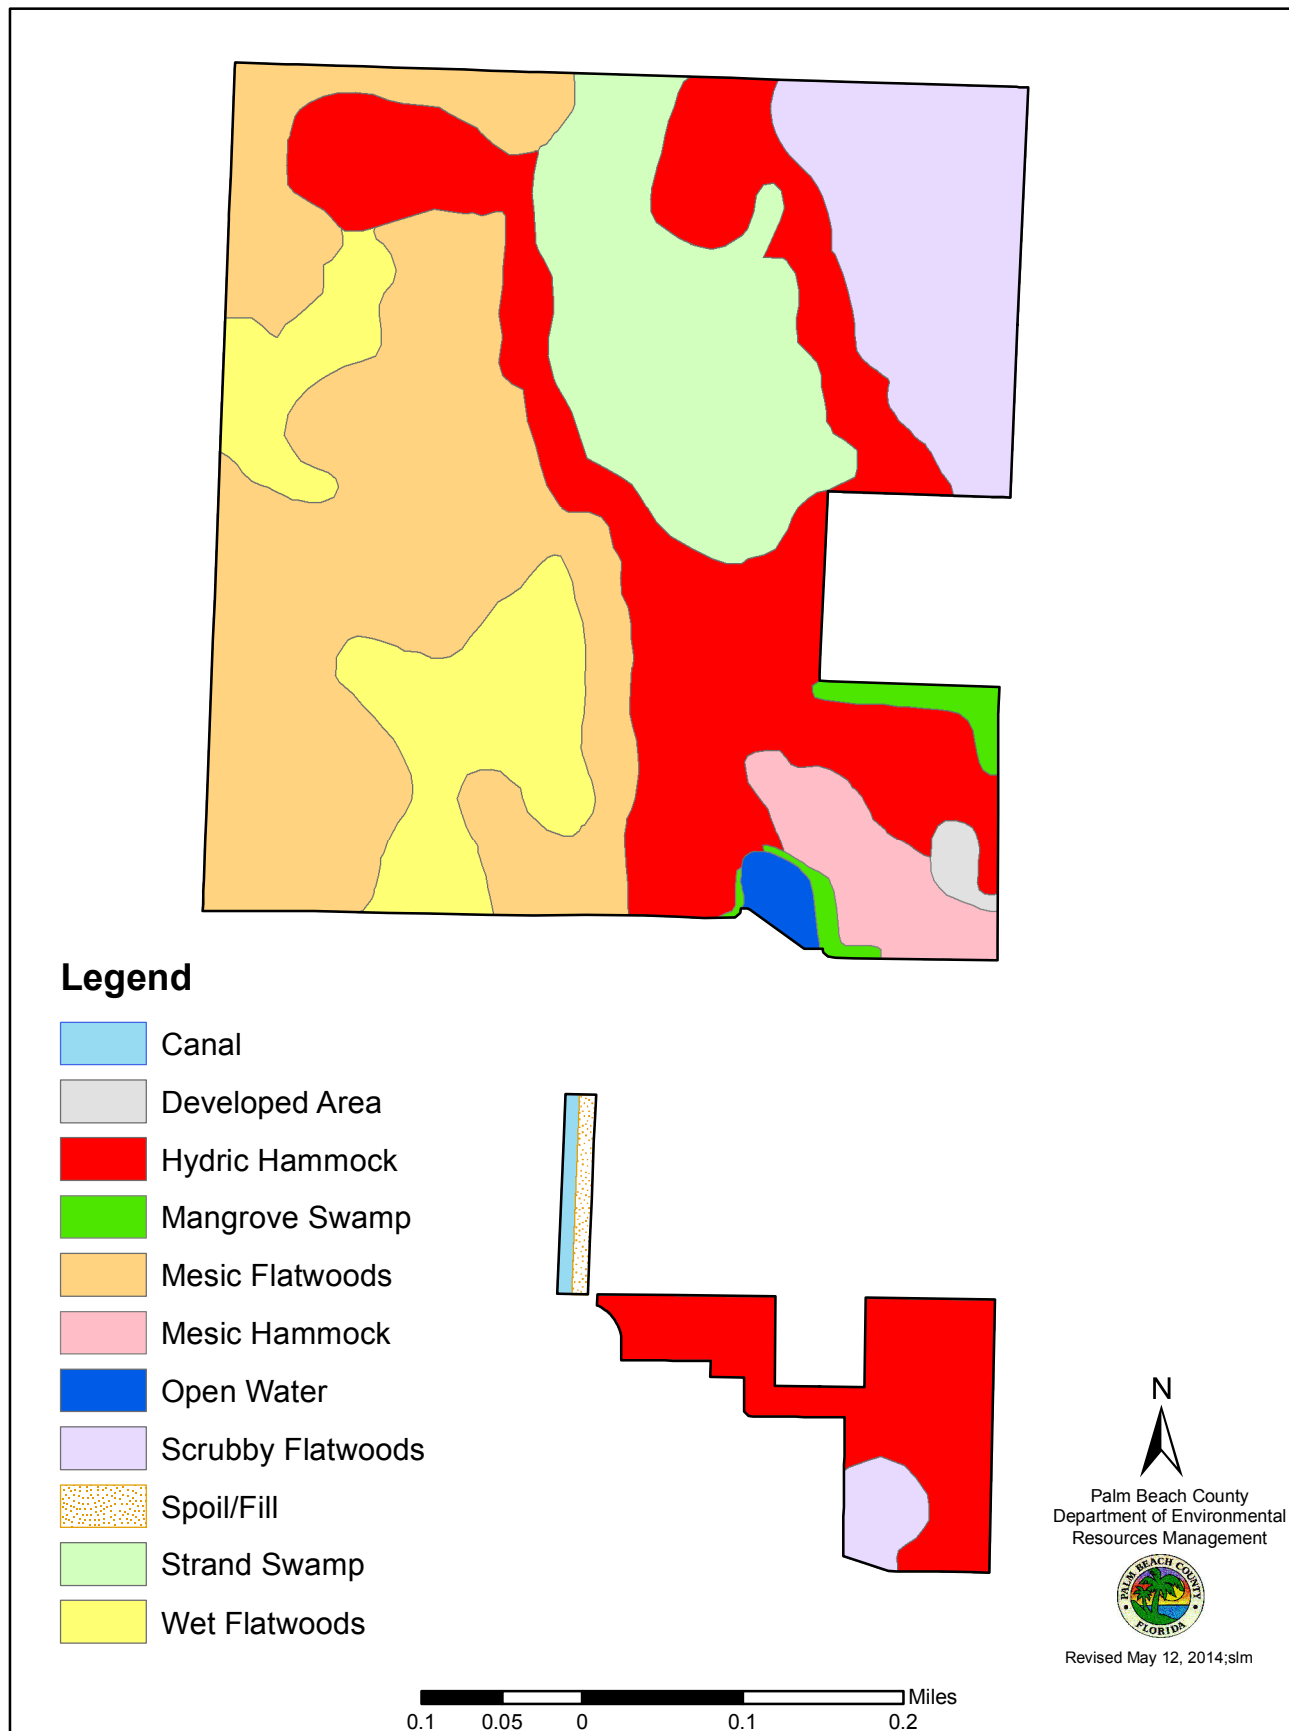 Legend
Canal
Developed Area
Hydric Hammock
Mangrove Swamp
Mesic Flatwoods
Mesic Hammock
Open Water
Scrubby Flatwoods
Spoil/Fill
Strand Swamp
Wet Flatwoods
N
Palm Beach County
Department of Environmental
Resources Management
PALM BEACH COUNTY
FLORIDA
Revised May 12, 2014;slm
Miles
0.1 0.05 0 0.1 0.2